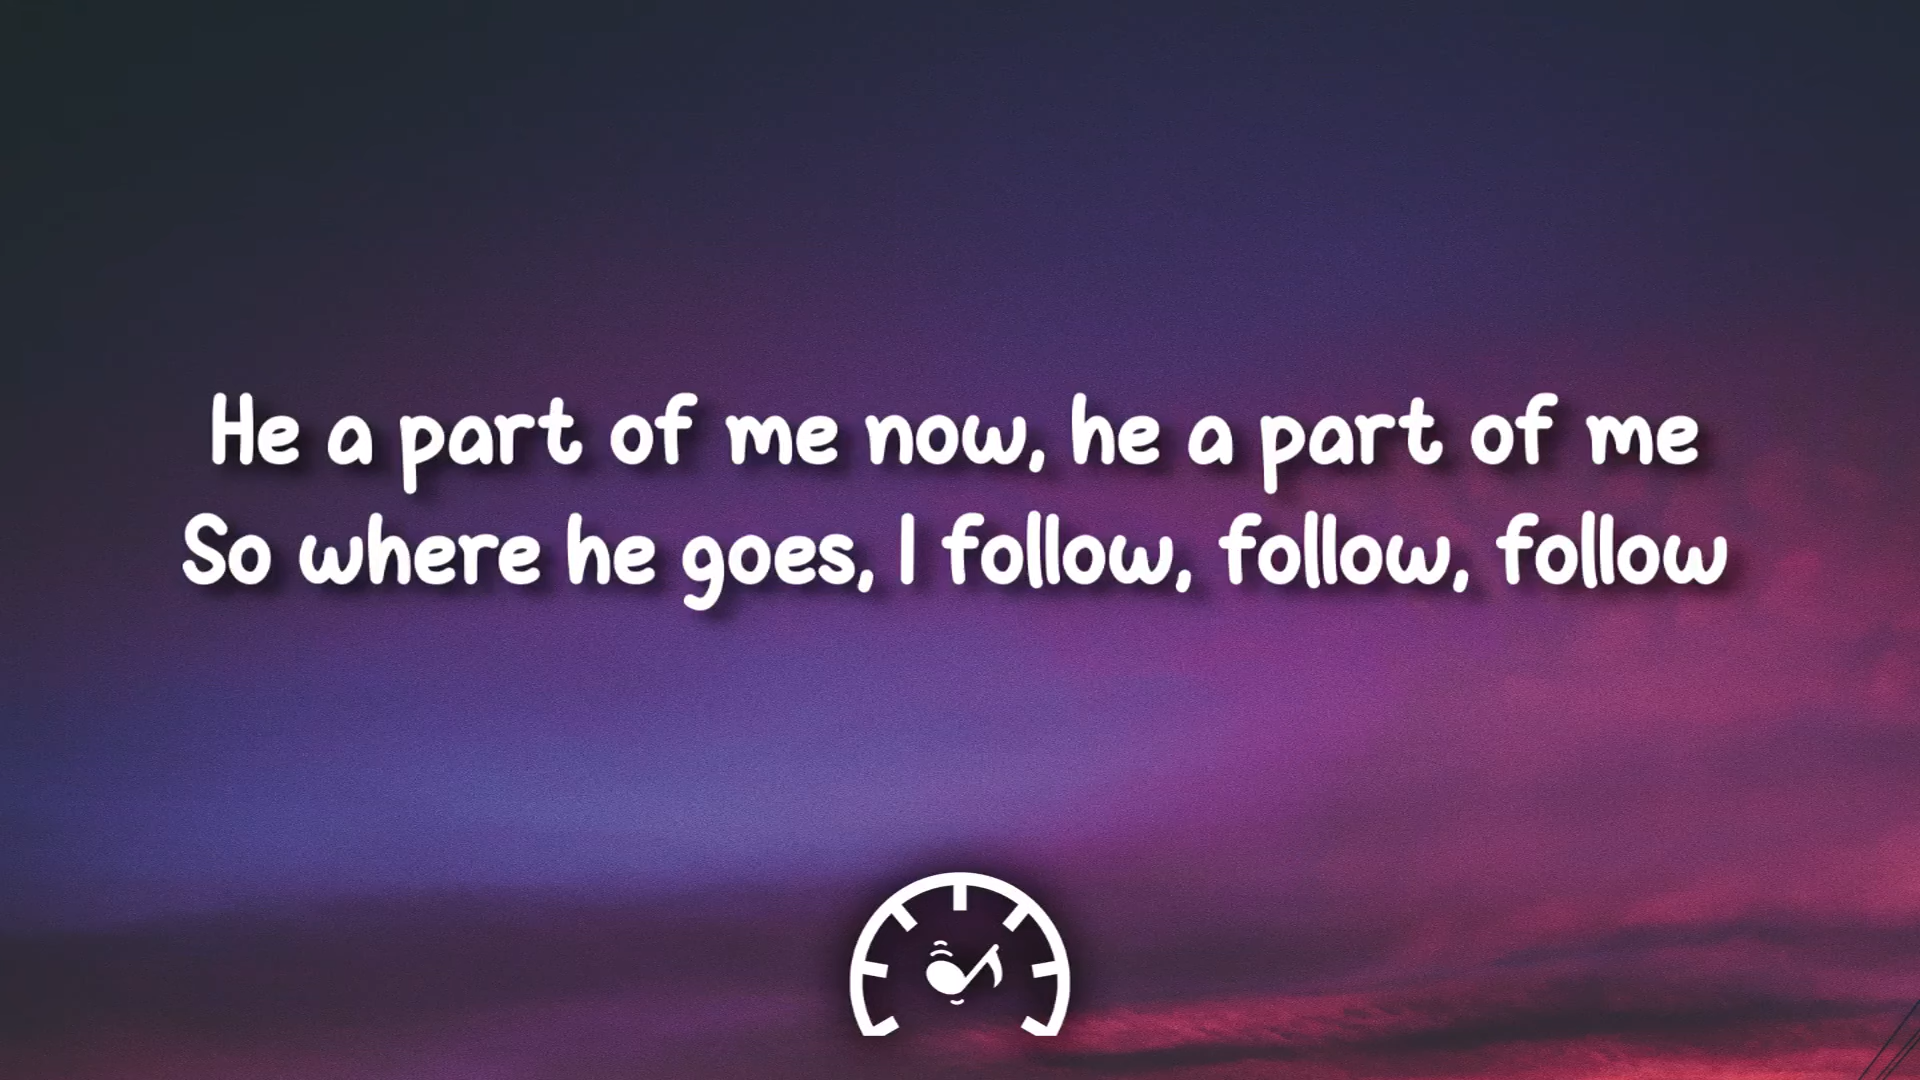 He a part of me now, he a part of me
So where he goes, I follow, follow, follow